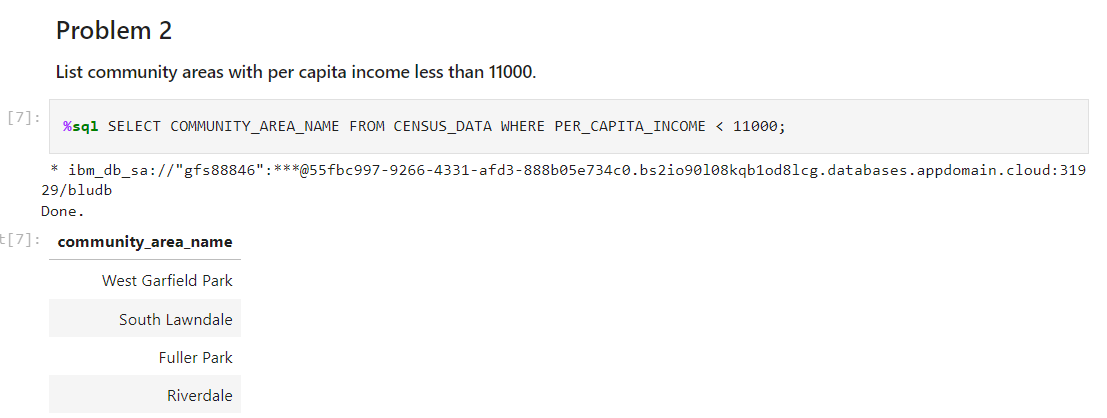 Problem 2
List community areas with per capita income less than 11000.
[7]: %sql SELECT COMMUNITY_AREA_NAME FROM CENSUS_DATA WHERE PER_CAPITA_INCOME < 11000;
* ibm_db_sa://"gfs88846":***@55fbc997-9266-4331-afd3-888b05e734c0.bs2io90l08kqb1od8lcg.databases.appdomain.cloud:319
29/bludb
Done.
t[7]: community_area_name
West Garfield Park
South Lawndale
Fuller Park
Riverdale